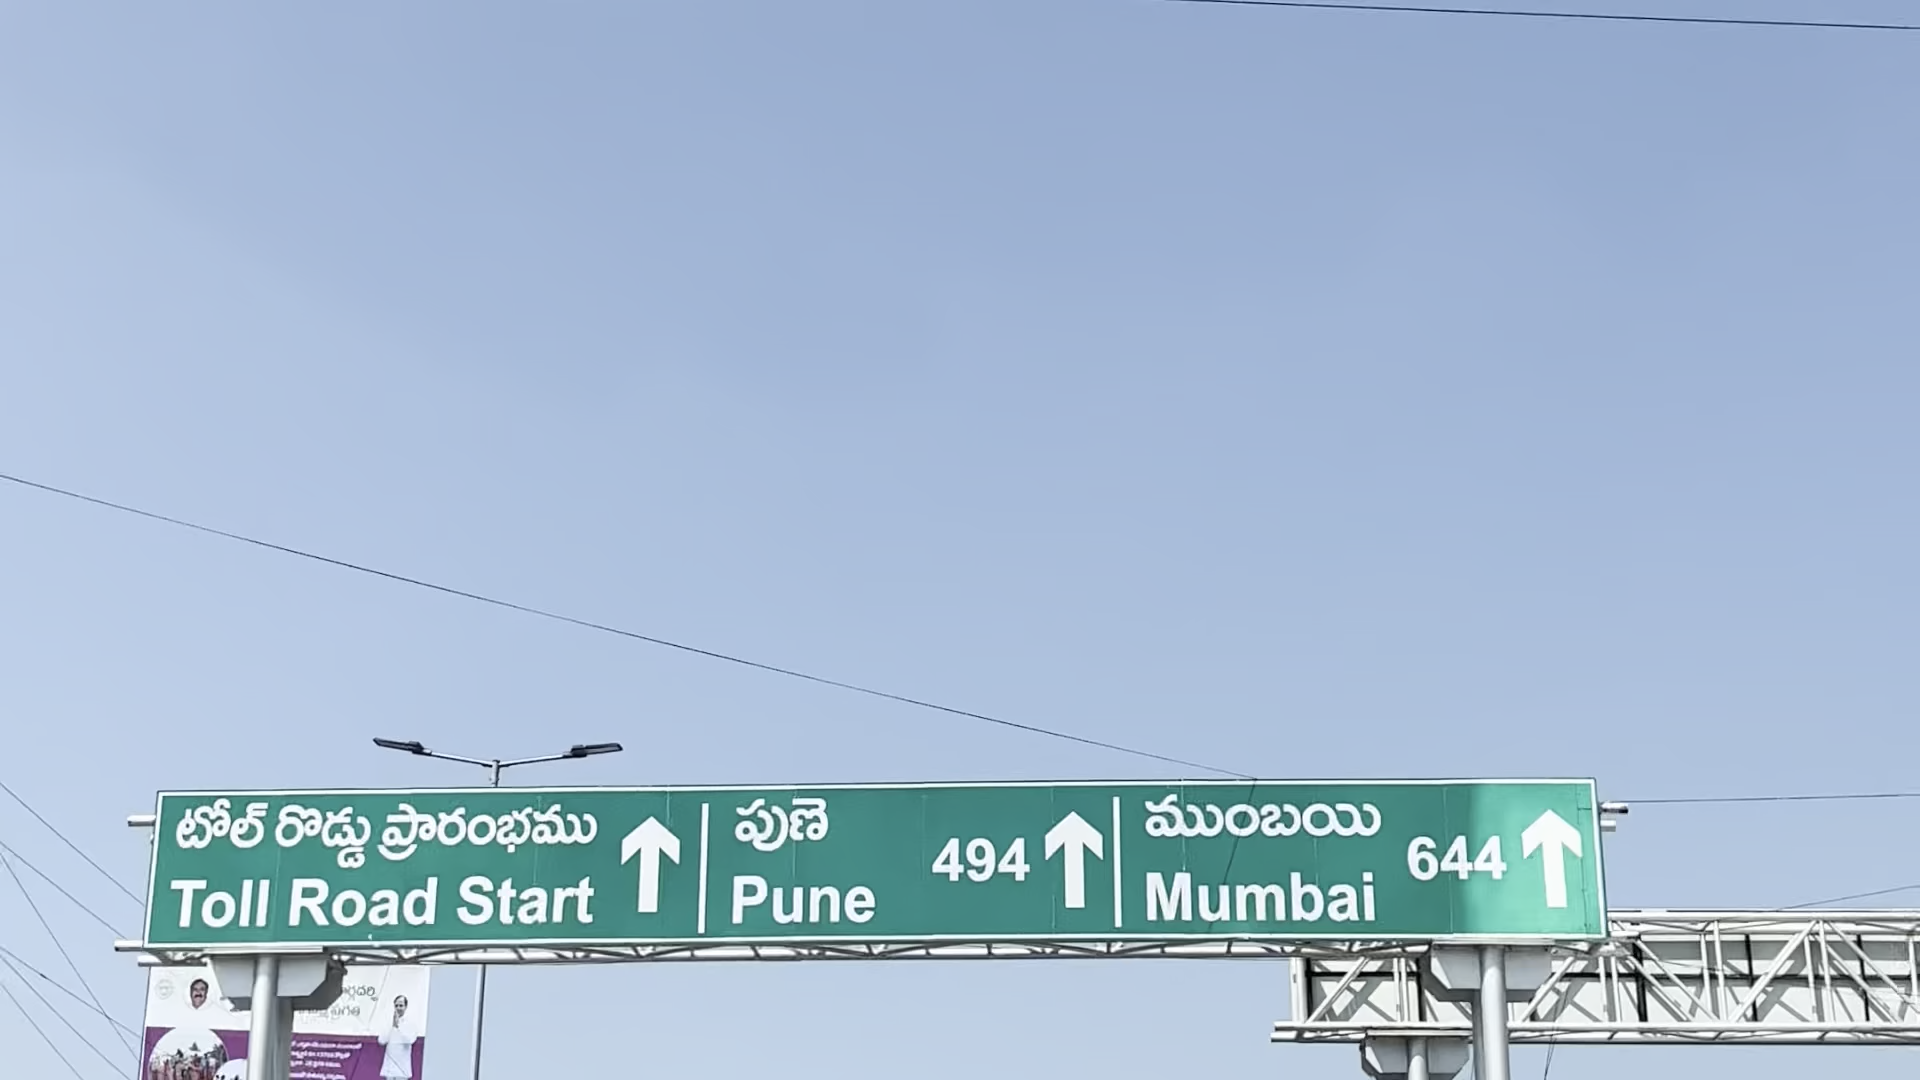 టోల్ రొడ్డు ప్రారంభము
Toll Road Start
పుణె
Pune
494
ముంబయి
Mumbai
644